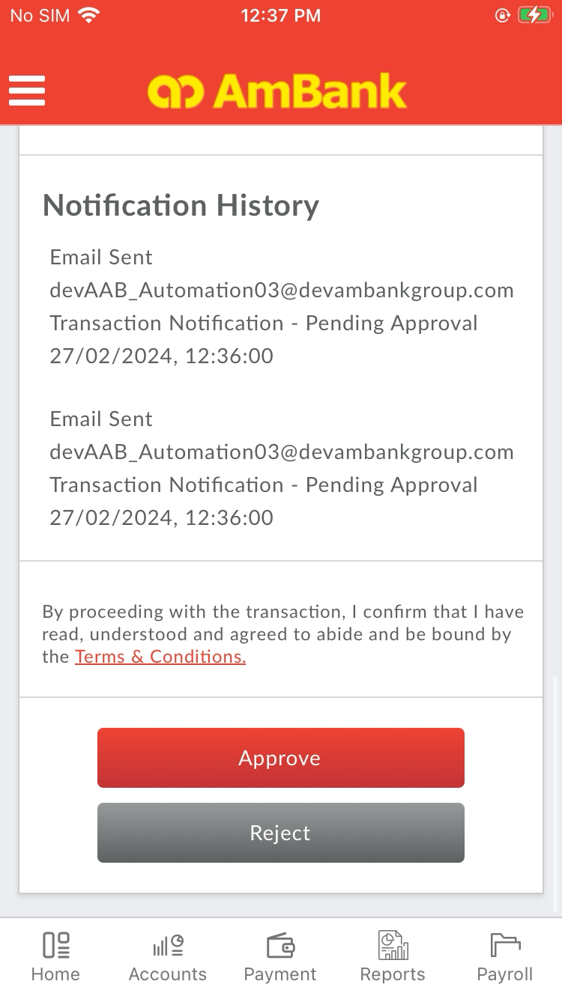 No SIM
12:37 PM
AmBank
Notification History
Email Sent
devAAB_Automation03@devambankgroup.com
Transaction Notification - Pending Approval
27/02/2024, 12:36:00
Email Sent
devAAB_Automation03@devambankgroup.com
Transaction Notification - Pending Approval
27/02/2024, 12:36:00
By proceeding with the transaction, I confirm that I have
read, understood and agreed to abide and be bound by
the Terms & Conditions.
Approve
Reject
Home
Accounts
Payment
Reports
Payroll